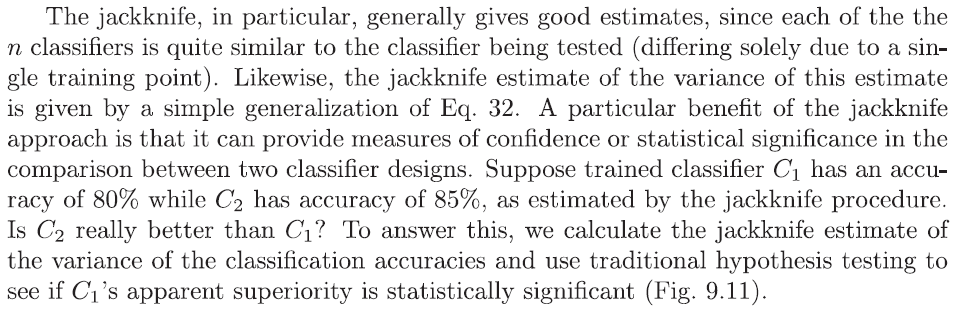 The jackknife, in particular, generally gives good estimates, since each of the the
n classifiers is quite similar to the classifier being tested (differing solely due to a sin-
gle training point). Likewise, the jackknife estimate of the variance of this estimate
is given by a simple generalization of Eq. 32. A particular benefit of the jackknife
approach is that it can provide measures of confidence or statistical significance in the
comparison between two classifier designs. Suppose trained classifier C₁ has an accu-
racy of 80% while C₂ has accuracy of 85%, as estimated by the jackknife procedure.
Is C₂ really better than C₁? To answer this, we calculate the jackknife estimate of
the variance of the classification accuracies and use traditional hypothesis testing to
see if C₁'s apparent superiority is statistically significant (Fig. 9.11).